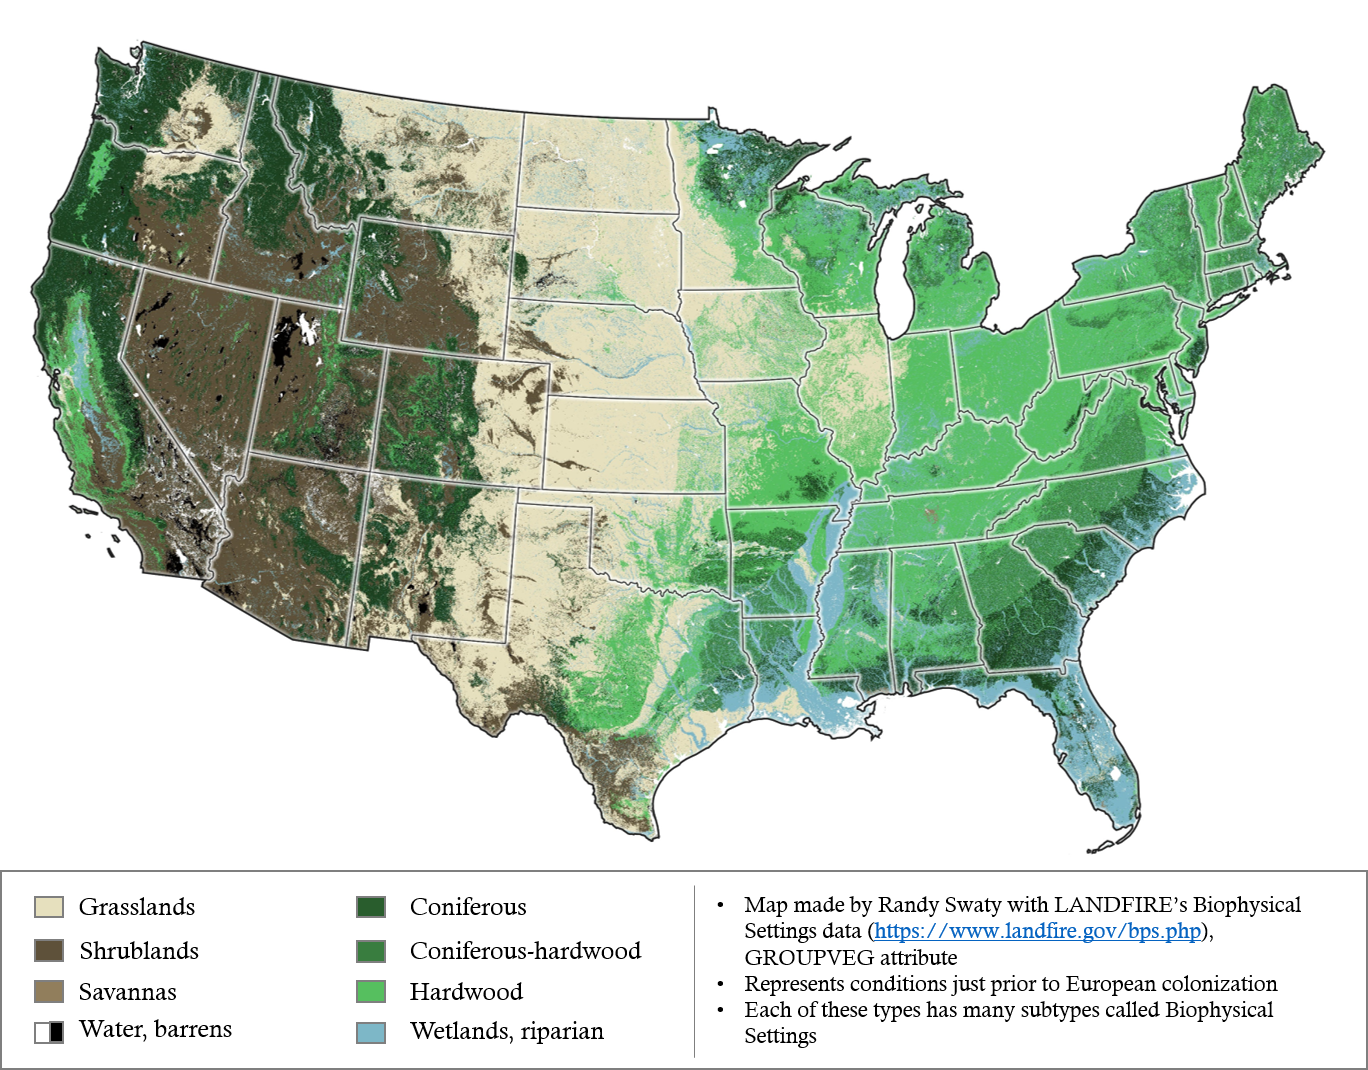 Grasslands
Shrublands
Savannas
Water, barrens
Coniferous
Coniferous-hardwood
Hardwood
Wetlands, riparian
• Map made by Randy Swaty with LANDFIRE's Biophysical
Settings data (https://www.landfire.gov/bps.php),
GROUPVEG attribute
• Represents conditions just prior to European colonization
• Each of these types has many subtypes called Biophysical
Settings